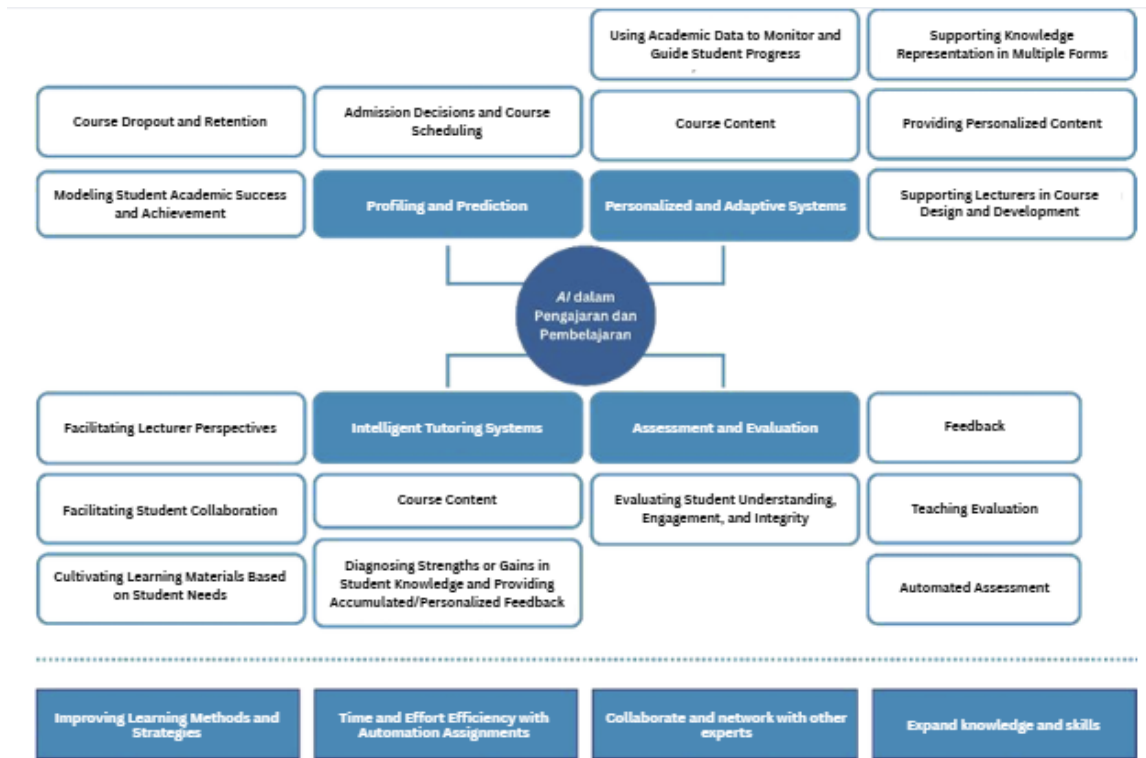 Using Academic Data to Monitor and
Guide Student Progress
Supporting Knowledge
Representation in Multiple Forms
Course Dropout and Retention
Admission Decisions and Course
Scheduling
Course Content
Providing Personalized Content
Modeling Student Academic Success
and Achievement
Profiling and Prediction
Personalized and Adaptive Systems
Supporting Lecturers in Course
Design and Development
AI dalam
Pengajaran dan
Pembelajaran
Facilitating Lecturer Perspectives
Intelligent Tutoring Systems
Assessment and Evaluation
Feedback
Facilitating Student Collaboration
Course Content
Evaluating Student Understanding,
Engagement, and Integrity
Teaching Evaluation
Cultivating Learning Materials Based
on Student Needs
Diagnosing Strengths or Gains in
Student Knowledge and Providing
Accumulated/Personalized Feedback
Automated Assessment
Improving Learning Methods and
Strategies
Time and Effort Efficiency with
Automation Assignments
Collaborate and network with other
experts
Expand knowledge and skills